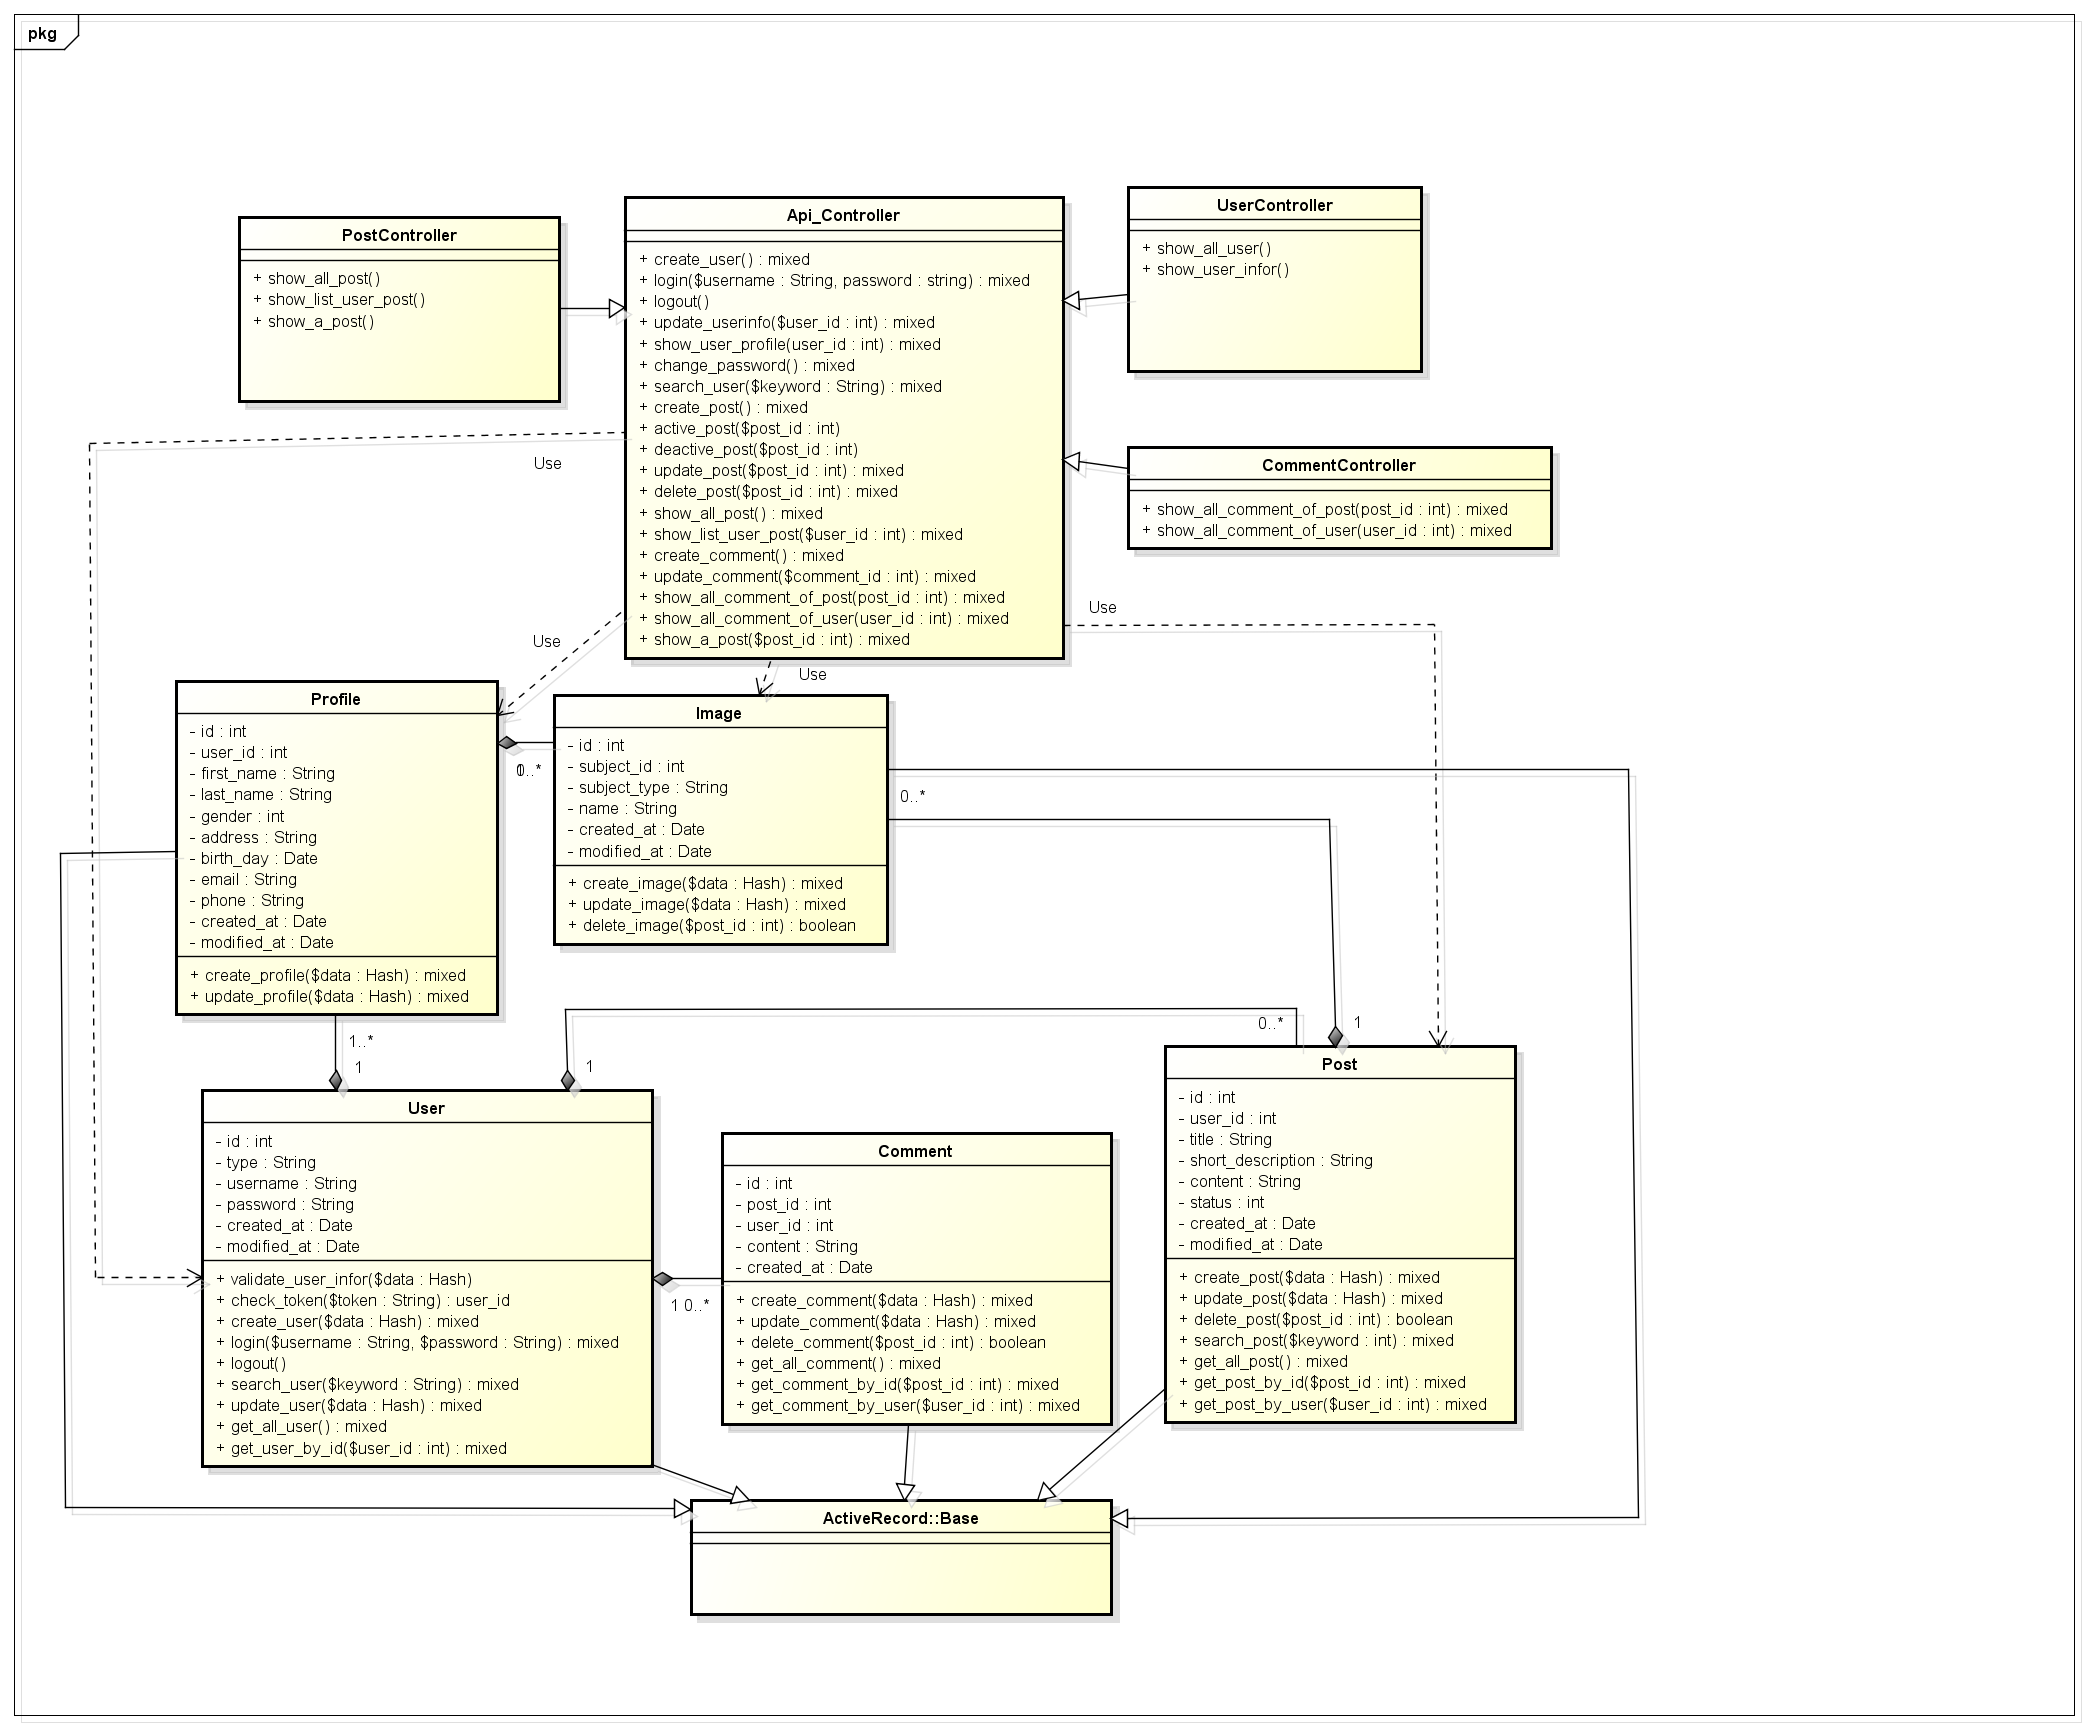 pkg
PostController
+ show_all_post()
+ show_list_user_post()
+ show_a_post()
Api_Controller
+ create_user() : mixed
+ login($username : String, password : string) : mixed
+ logout()
+ update_userinfo($user_id : int) : mixed
+ show_user_profile(user_id : int) : mixed
+ change_password() : mixed
+ search_user($keyword : String) : mixed
+ create_post() : mixed
+ active_post($post_id : int)
+ deactive_post($post_id : int)
+ update_post($post_id : int) : mixed
+ delete_post($post_id : int) : mixed
+ show_all_post() : mixed
+ show_list_user_post($user_id : int) : mixed
+ create_comment() : mixed
+ update_comment($comment_id : int) : mixed
+ show_all_comment_of_post(post_id : int) : mixed
+ show_all_comment_of_user(user_id : int) : mixed
+ show_a_post($post_id : int) : mixed
UserController
+ show_all_user()
+ show_user_infor()
CommentController
+ show_all_comment_of_post(post_id : int) : mixed
+ show_all_comment_of_user(user_id : int) : mixed
Use
Use
Use
Use
Profile
- id : int
- user_id : int
- first_name : String
- last_name : String
- gender : int
- address : String
- birth_day : Date
- email : String
- phone : String
- created_at : Date
- modified_at : Date
+ create_profile($data : Hash) : mixed
+ update_profile($data : Hash) : mixed
Image
- id : int
- subject_id : int
- subject_type : String
- name : String
- created_at : Date
- modified_at : Date
+ create_image($data : Hash) : mixed
+ update_image($data : Hash) : mixed
+ delete_image($post_id : int) : boolean
0..*
0..*
1
1..*
1
1
User
- id : int
- type : String
- username : String
- password : String
- created_at : Date
- modified_at : Date
+ validate_user_infor($data : Hash)
+ check_token($token : String) : user_id
+ create_user($data : Hash) : mixed
+ login($username : String, $password : String) : mixed
+ logout()
+ search_user($keyword : String) : mixed
+ update_user($data : Hash) : mixed
+ get_all_user() : mixed
+ get_user_by_id($user_id : int) : mixed
1 0..*
Comment
- id : int
- post_id : int
- user_id : int
- content : String
- created_at : Date
+ create_comment($data : Hash) : mixed
+ update_comment($data : Hash) : mixed
+ delete_comment($post_id : int) : boolean
+ get_all_comment() : mixed
+ get_comment_by_id($post_id : int) : mixed
+ get_comment_by_user($user_id : int) : mixed
Post
- id : int
- user_id : int
- title : String
- short_description : String
- content : String
- status : int
- created_at : Date
- modified_at : Date
+ create_post($data : Hash) : mixed
+ update_post($data : Hash) : mixed
+ delete_post($post_id : int) : boolean
+ search_post($keyword : int) : mixed
+ get_all_post() : mixed
+ get_post_by_id($post_id : int) : mixed
+ get_post_by_user($user_id : int) : mixed
ActiveRecord::Base